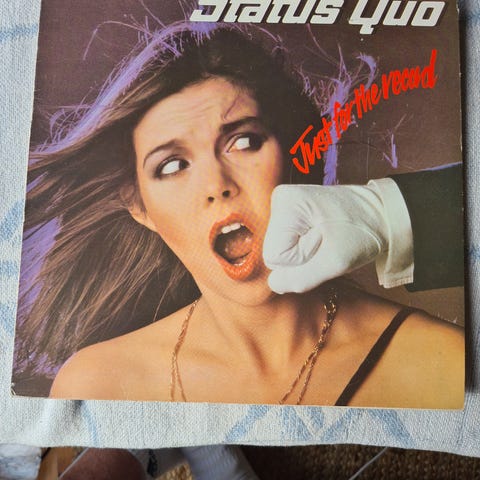 Status Quo
Just for the record